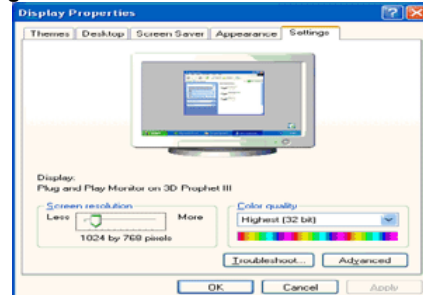 Display Properties
Themes Desktop Screen Saver Appearance Settings
Display:
Plug and Play Monitor on 3D Prophet III
Screen resolution
Less More
1024 by 768 pixels
Color quality
Highest (32 bit)
Troubleshoot... Advanced
OK Cancel Apply